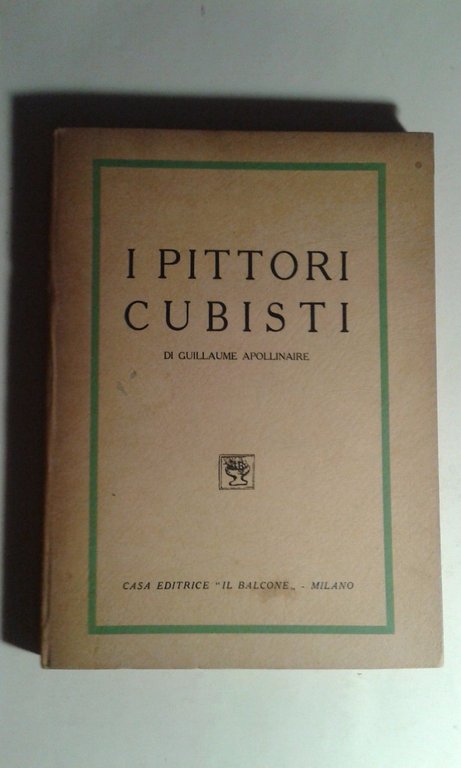 I PITTORI
CUBISTI
DI GUILLAUME APOLLINAIRE
CASA EDITRICE "IL BALCONE„ - MILANO